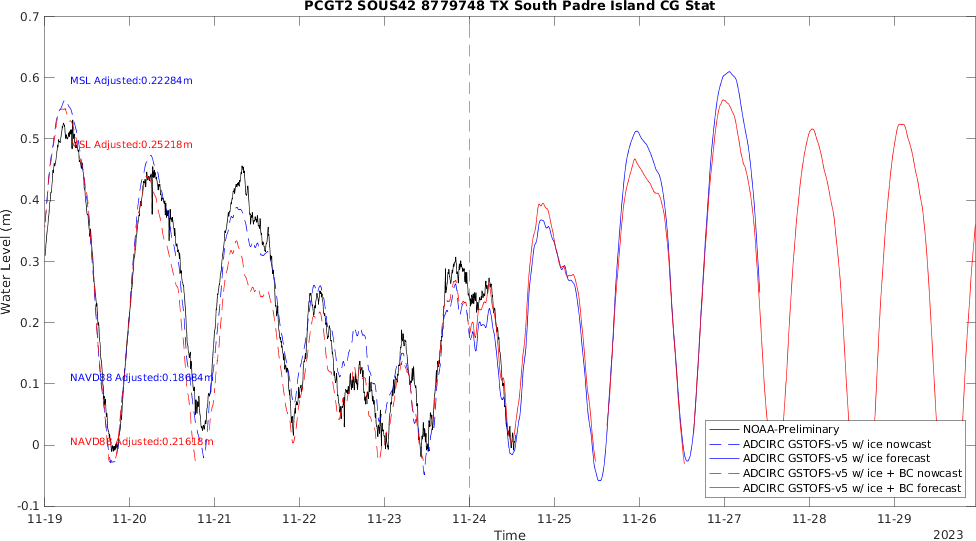 PCGT2 SOUS42 8779748 TX South Padre Island CG Stat
0.7
0.6
0.5
0.4
0.3
0.2
0.1
0
-0.1
Water Level (m)
MSL Adjusted:0.22284m
MSL Adjusted:0.25218m
NAVD88 Adjusted:0.18684m
NAVD88 Adjusted:0.21618m
NOAA-Preliminary
ADCIRC GSTOFS-v5 w/ ice nowcast
ADCIRC GSTOFS-v5 w/ ice forecast
ADCIRC GSTOFS-v5 w/ ice + BC nowcast
ADCIRC GSTOFS-v5 w/ ice + BC forecast
11-19 11-20 11-21 11-22 11-23 11-24 11-25 11-26 11-27 11-28 11-29
Time
2023